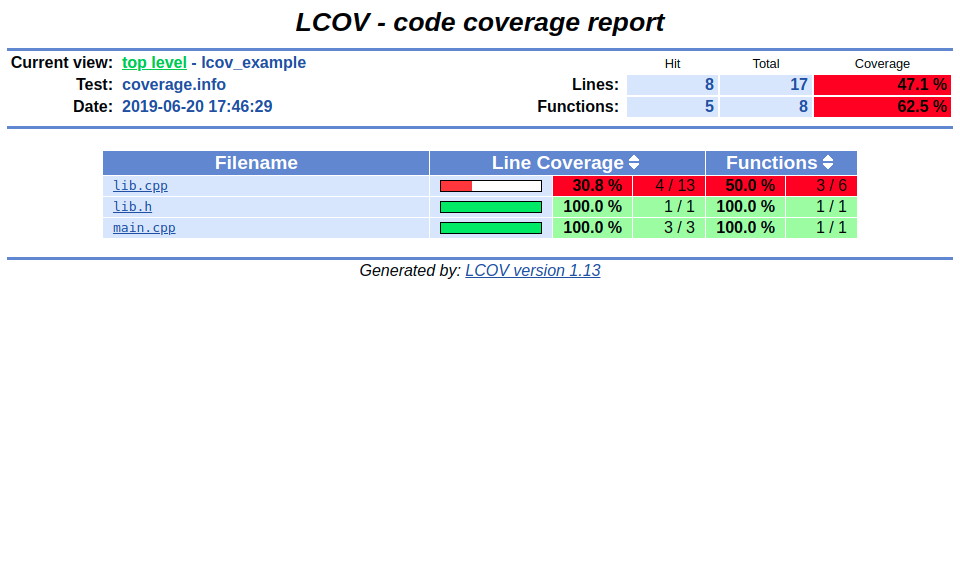 LCOV - code coverage report
Current view: top level - lcov_example Hit Total Coverage
Test: coverage.info Lines: 8 17 47.1 %
Date: 2019-06-20 17:46:29 Functions: 5 8 62.5 %
Filename Line Coverage Functions
lib.cpp 30.8 % 4 / 13 50.0 % 3 / 6
lib.h 100.0 % 1 / 1 100.0 % 1 / 1
main.cpp 100.0 % 3 / 3 100.0 % 1 / 1
Generated by: LCOV version 1.13